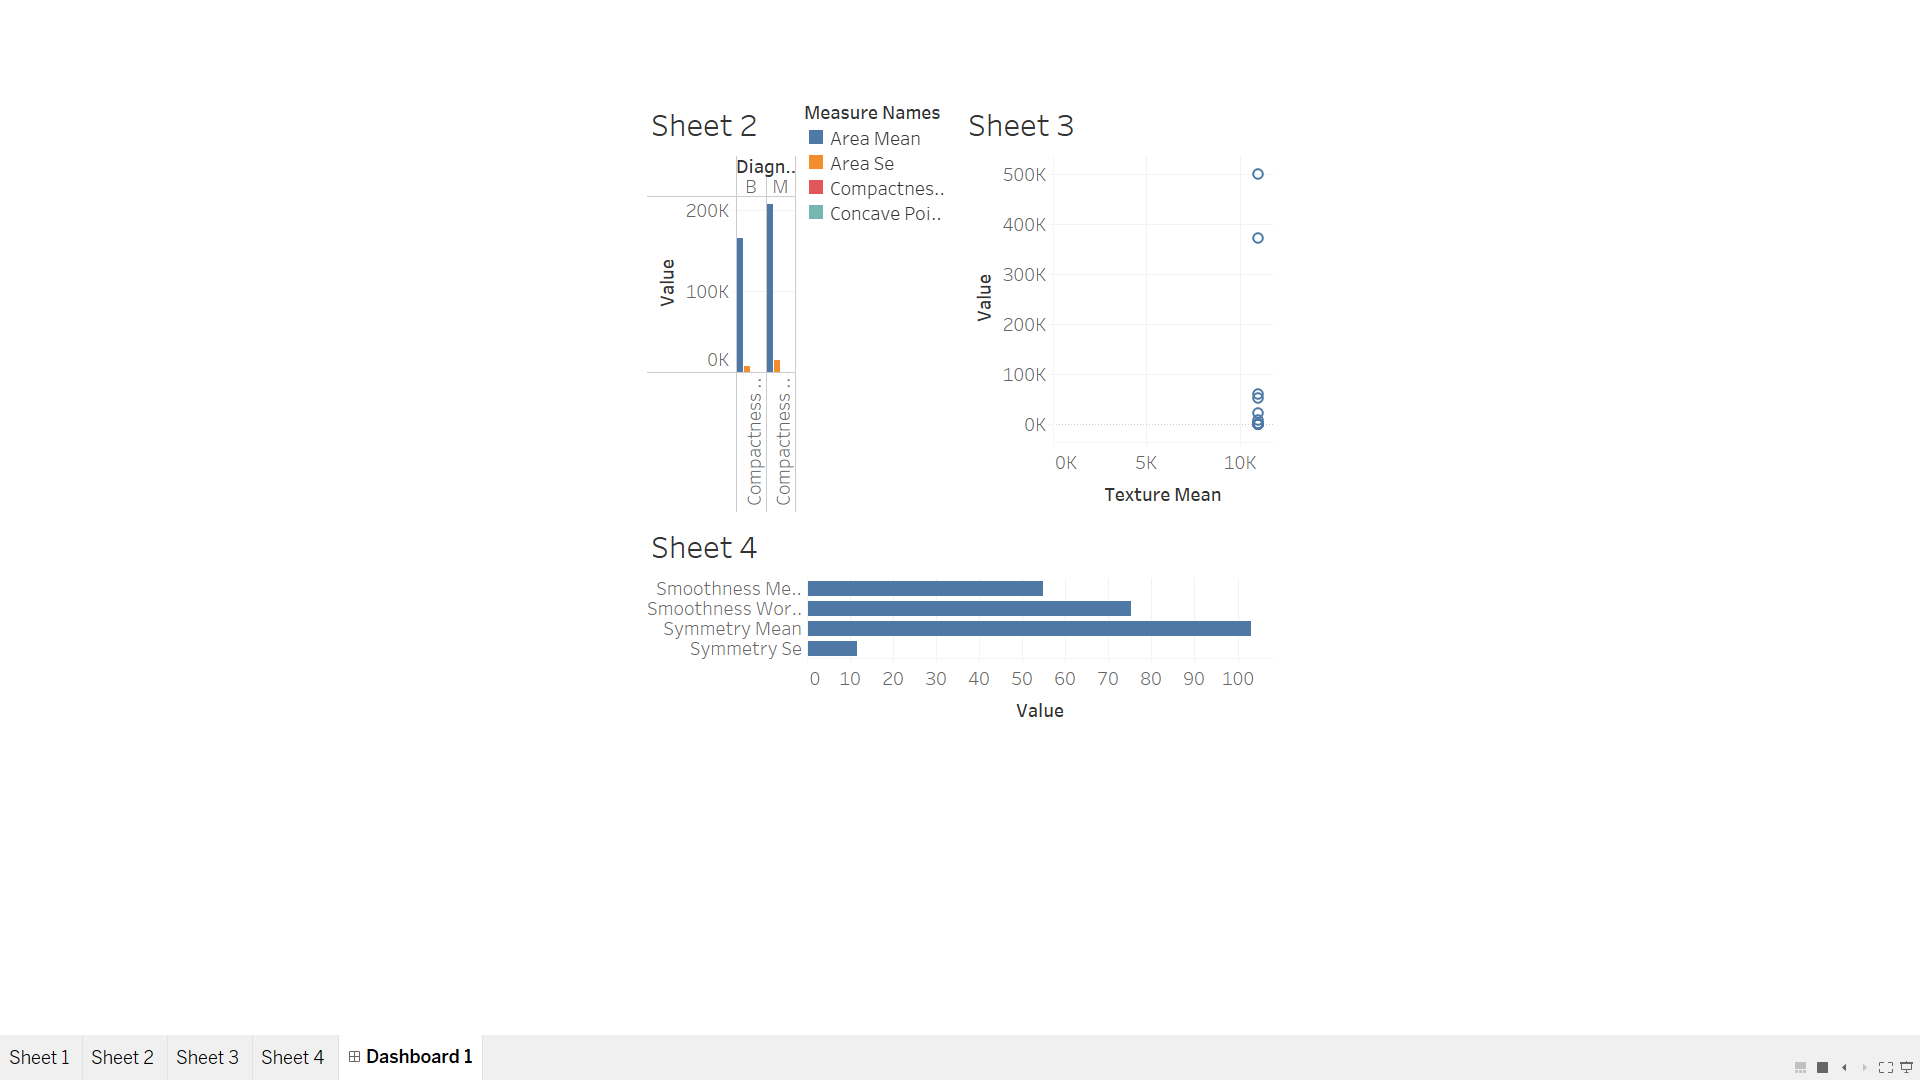 Sheet 2
Diagn..
B M
200K
100K
0K
Value
Compactness ..
Compactness ..
Measure Names
Area Mean
Area Se
Compactnes..
Concave Poi..
Sheet 3
500K
400K
300K
200K
100K
0K
Value
0K 5K 10K
Texture Mean
Sheet 4
Smoothness Me..
Smoothness Wor..
Symmetry Mean
Symmetry Se
0 10 20 30 40 50 60 70 80 90 100
Value
Sheet 1 Sheet 2 Sheet 3 Sheet 4 Dashboard 1